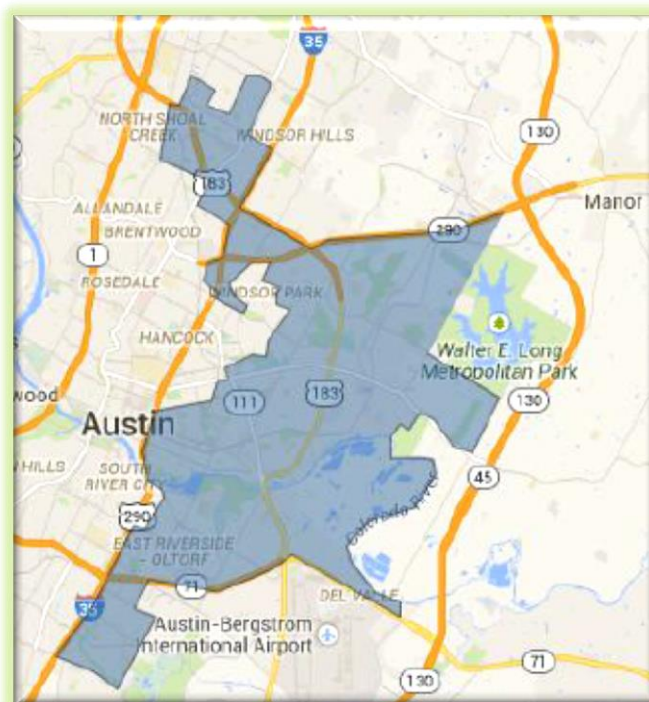 35
NORTH SHOAL
CREEK
WINDSOR HILLS
130
183
Manor
ALLANDALE
BRENTWOOD
290
1
ROSEDALE
WINDSOR PARK
HANCOCK
Walter E. Long
Metropolitan Park
wood
111
183
130
Austin
HILLS
SOUTH
RIVER CITY
45
290
Colorado River
EAST RIVERSIDE
- OLTORF
71
35
DEL VALLE
Austin-Bergstrom
International Airport
71
130